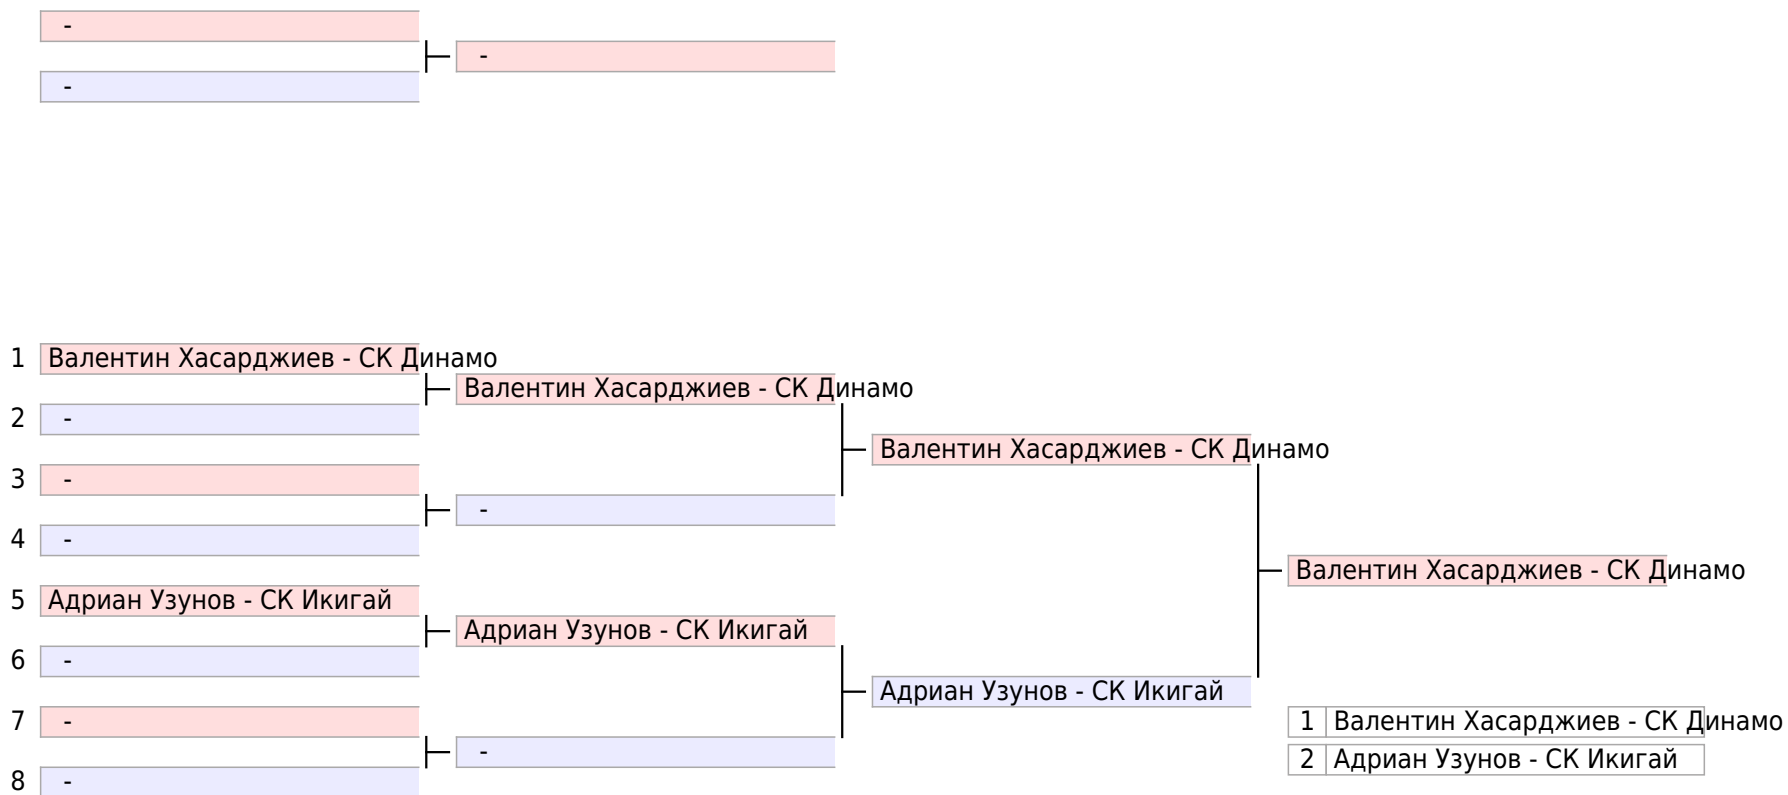 -
-
-
1 Валентин Хасарджиев - СК Динамо
Валентин Хасарджиев - СК Динамо
2 -
Валентин Хасарджиев - СК Динамо
3 -
-
4 -
Валентин Хасарджиев - СК Динамо
5 Адриан Узунов - СК Икигай
Адриан Узунов - СК Икигай
6 -
Адриан Узунов - СК Икигай
7 -
1 Валентин Хасарджиев - СК Динамо
-
2 Адриан Узунов - СК Икигай
8 -